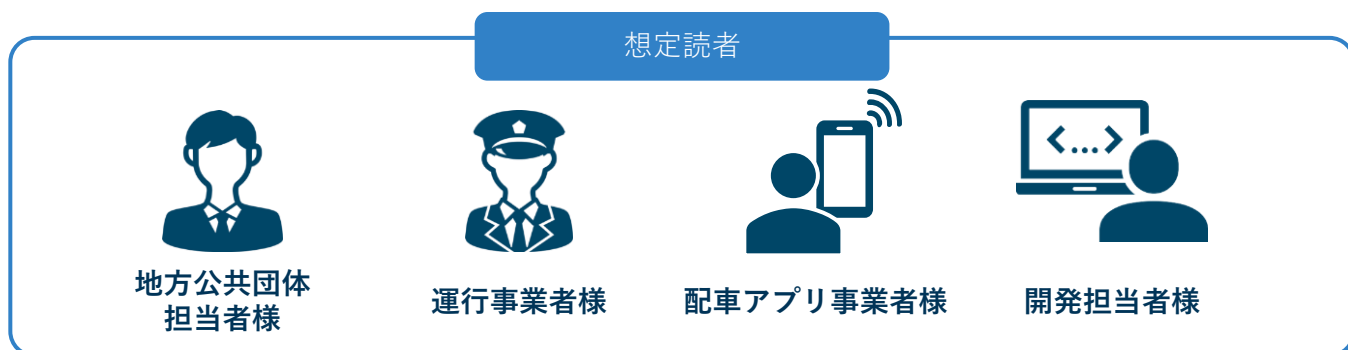 想定読者
<...>
地方公共団体
担当者様
運行事業者様
配車アプリ事業者様
開発担当者様